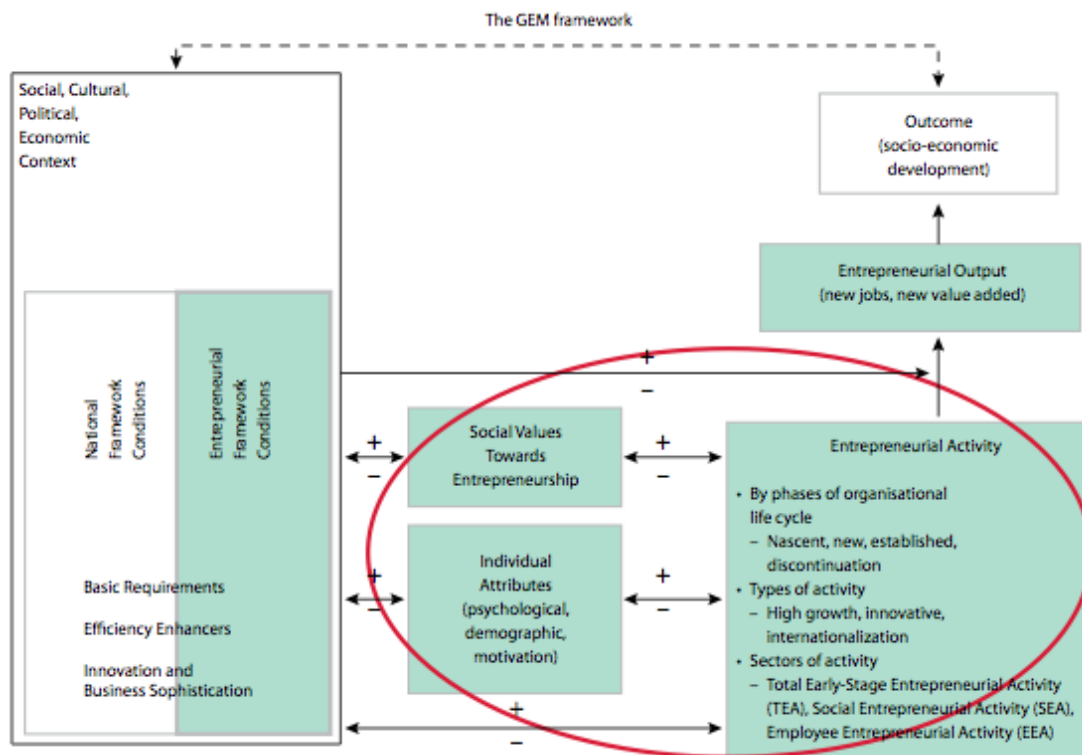 The GEM framework
Social, Cultural,
Political,
Economic
Context
Outcome
(socio-economic
development)
Entrepreneurial Output
(new jobs, new value added)
National
Framework
Conditions
Entrepreneurial
Framework
Conditions
Basic Requirements
Efficiency Enhancers
Innovation and
Business Sophistication
+
–
+
–
Social Values
Towards
Entrepreneurship
+
–
+
–
Individual
Attributes
(psychological,
demographic,
motivation)
+
–
+
–
Entrepreneurial Activity
• By phases of organisational
life cycle
– Nascent, new, established,
discontinuation
• Types of activity
– High growth, innovative,
internationalization
• Sectors of activity
– Total Early-Stage Entrepreneurial Activity
(TEA), Social Entrepreneurial Activity (SEA),
Employee Entrepreneurial Activity (EEA)